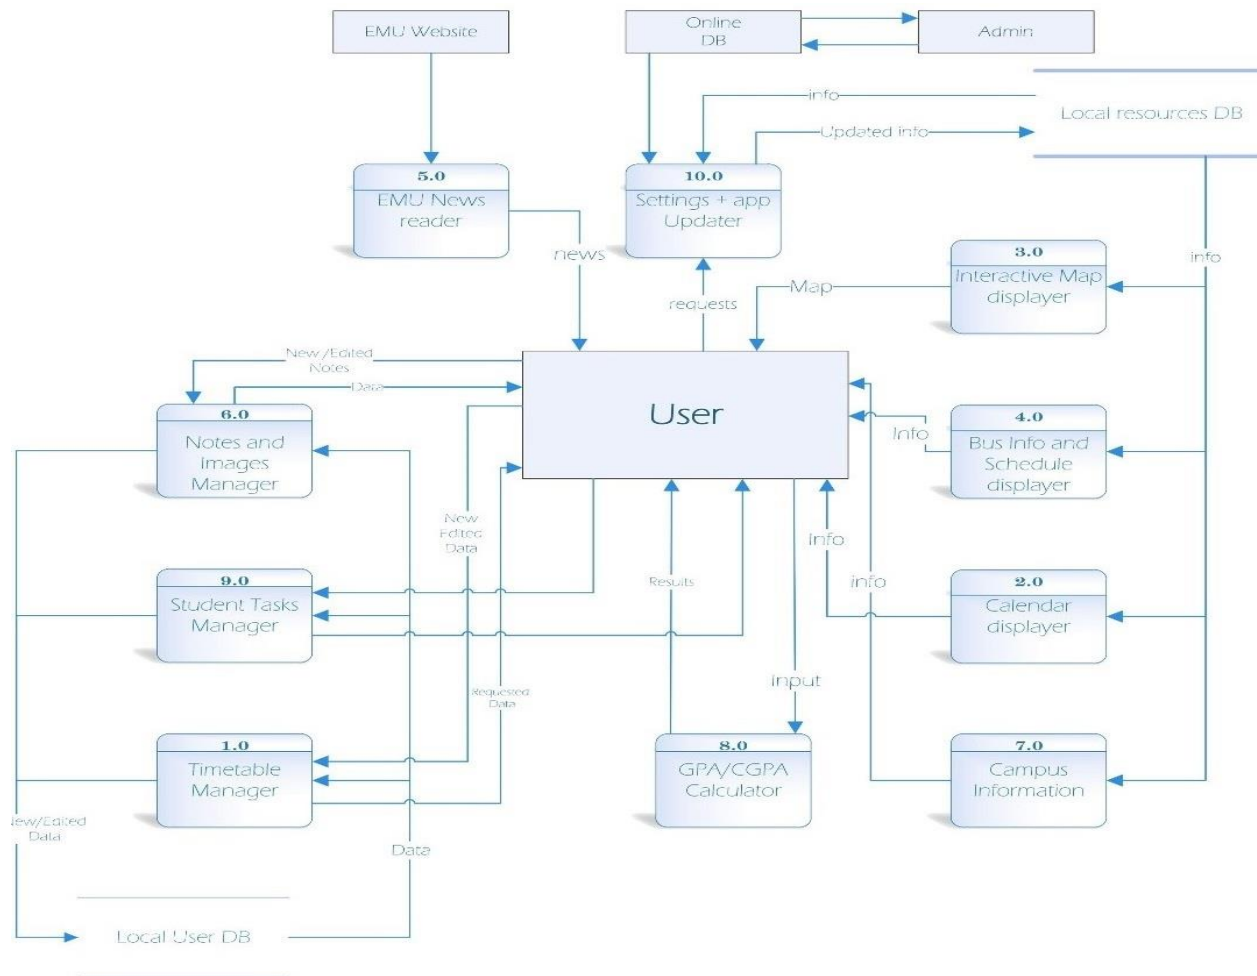 EMU Website
Online
DB
Admin
info
Local resources DB
Updated info
5.0
EMU News
reader
10.0
Settings + app
Updater
news
info
3.0
Interactive Map
displayer
Map
requests
New /Edited
Notes
Data
User
6.0
Notes and
Images
Manager
4.0
Bus Info and
Schedule
displayer
Info
New
Edited
Data
Info
info
Results
9.0
Student Tasks
Manager
2.0
Calendar
displayer
Requested
Data
input
1.0
Timetable
Manager
8.0
GPA/CGPA
Calculator
7.0
Campus
Information
New/Edited
Data
Data
Local User DB